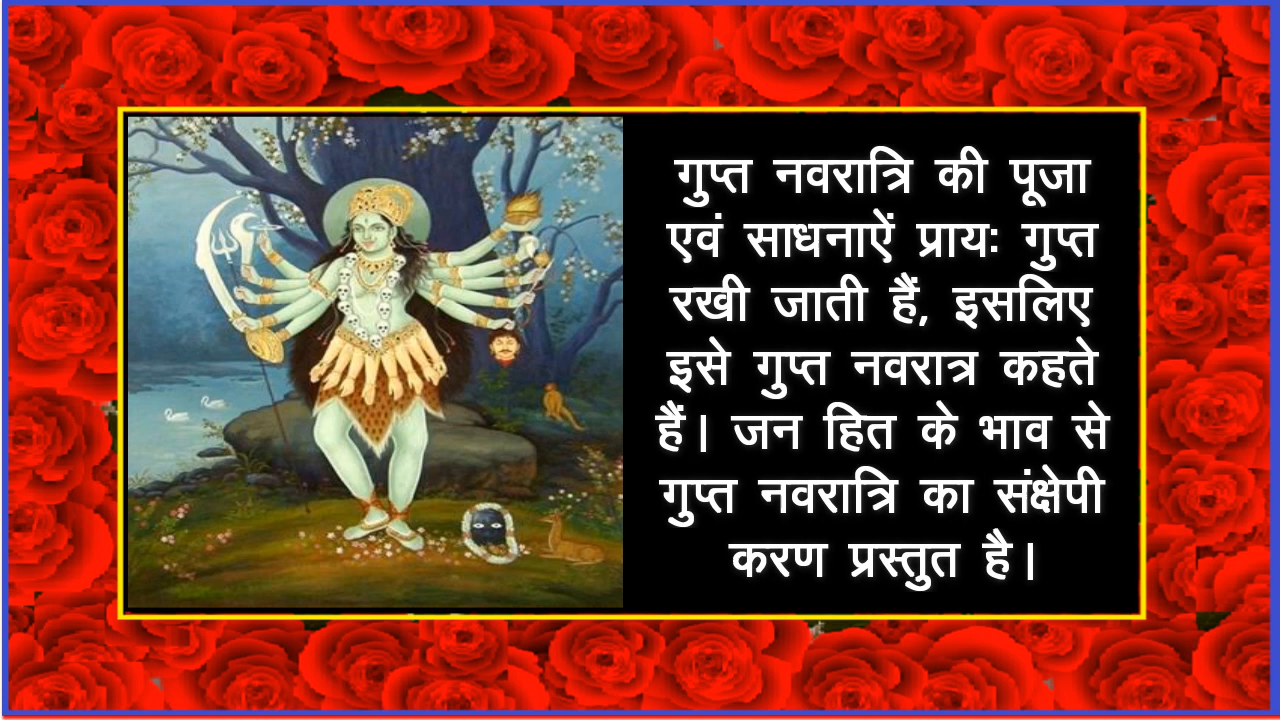 गुप्त नवरात्रि की पूजा
एवं साधनाऐं प्रायः गुप्त
रखी जाती हैं, इसलिए
इसे गुप्त नवरात्र कहते
हैं। जन हित के भाव से
गुप्त नवरात्रि का संक्षेपी
करण प्रस्तुत है।